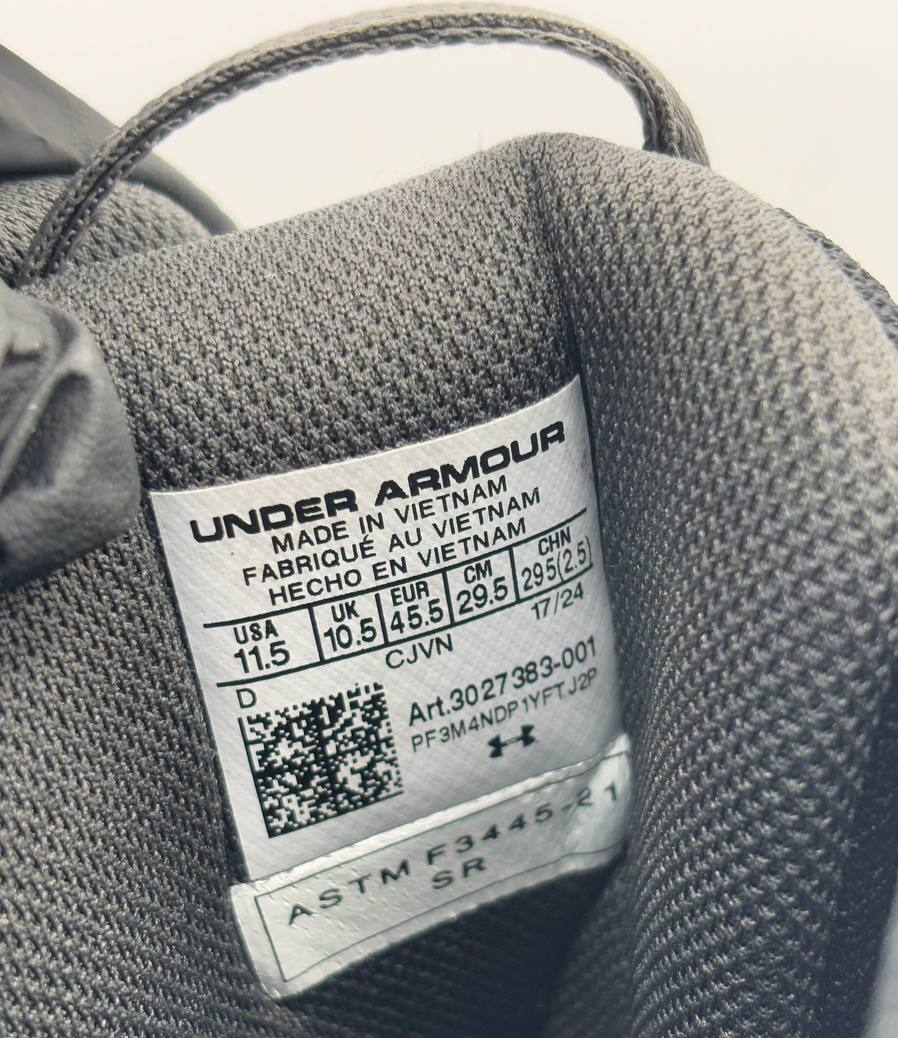 UNDER ARMOUR
MADE IN VIETNAM
FABRIQUÉ AU VIETNAM
HECHO EN VIETNAM
USA UK EUR CM CHN
11.5 10.5 45.5 29.5 295(2.5)
D CJVN 17/24
Art.3027383-001
PF3M4NDP1YFTJ2P
ASTM F3445-21
SR